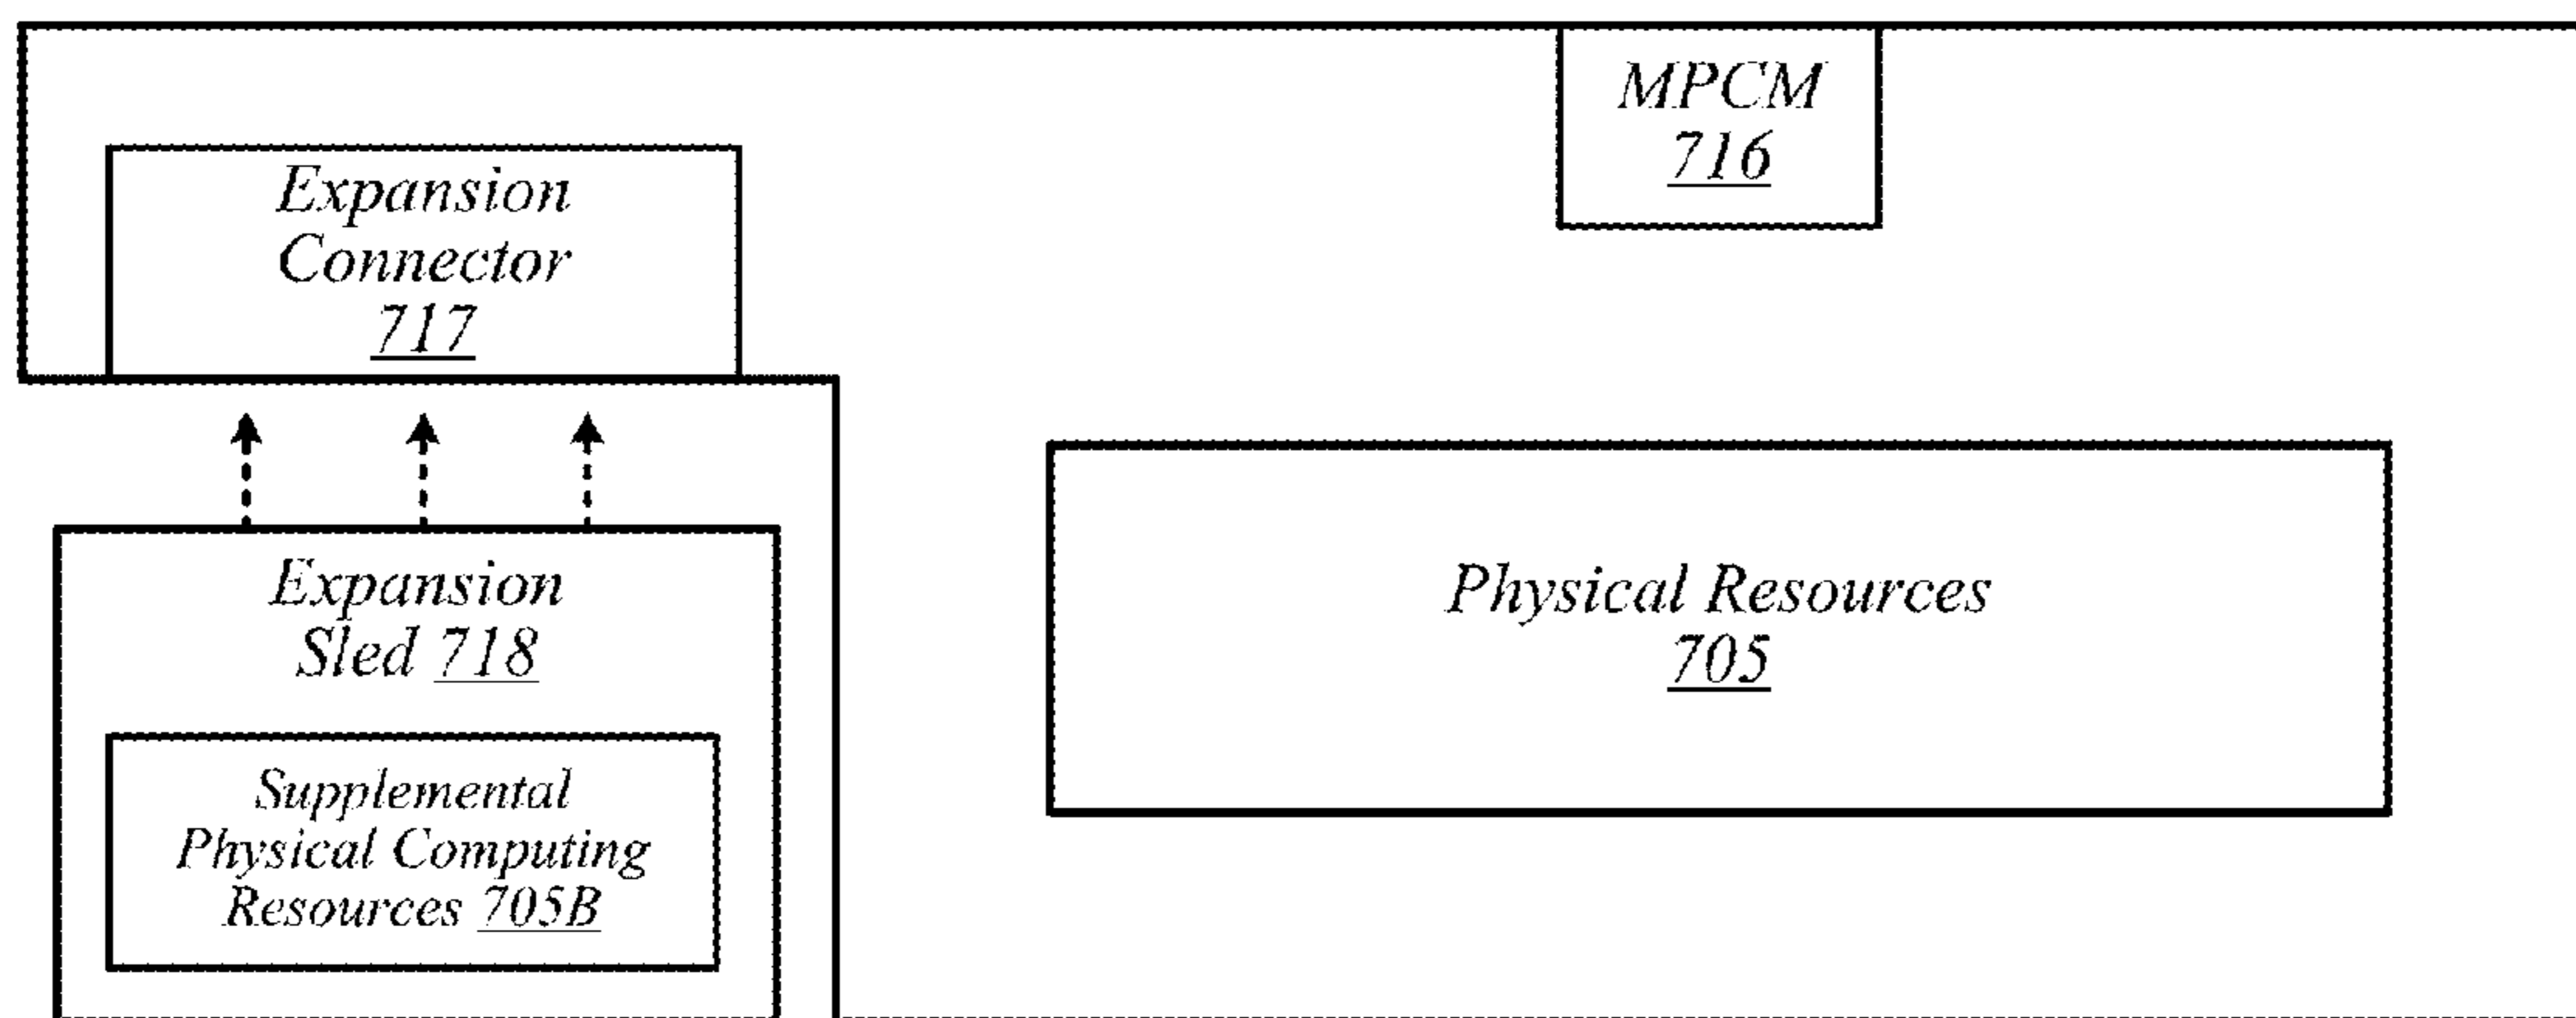 MPCM
716
Expansion
Connector
717
Expansion
Sled 718
Physical Resources
705
Supplemental
Physical Computing
Resources 705B